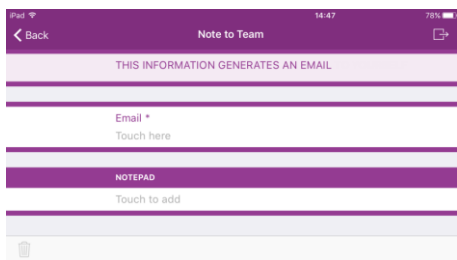 iPad 14:47 78%
Back Note to Team
THIS INFORMATION GENERATES AN EMAIL
Email *
Touch here
NOTEPAD
Touch to add